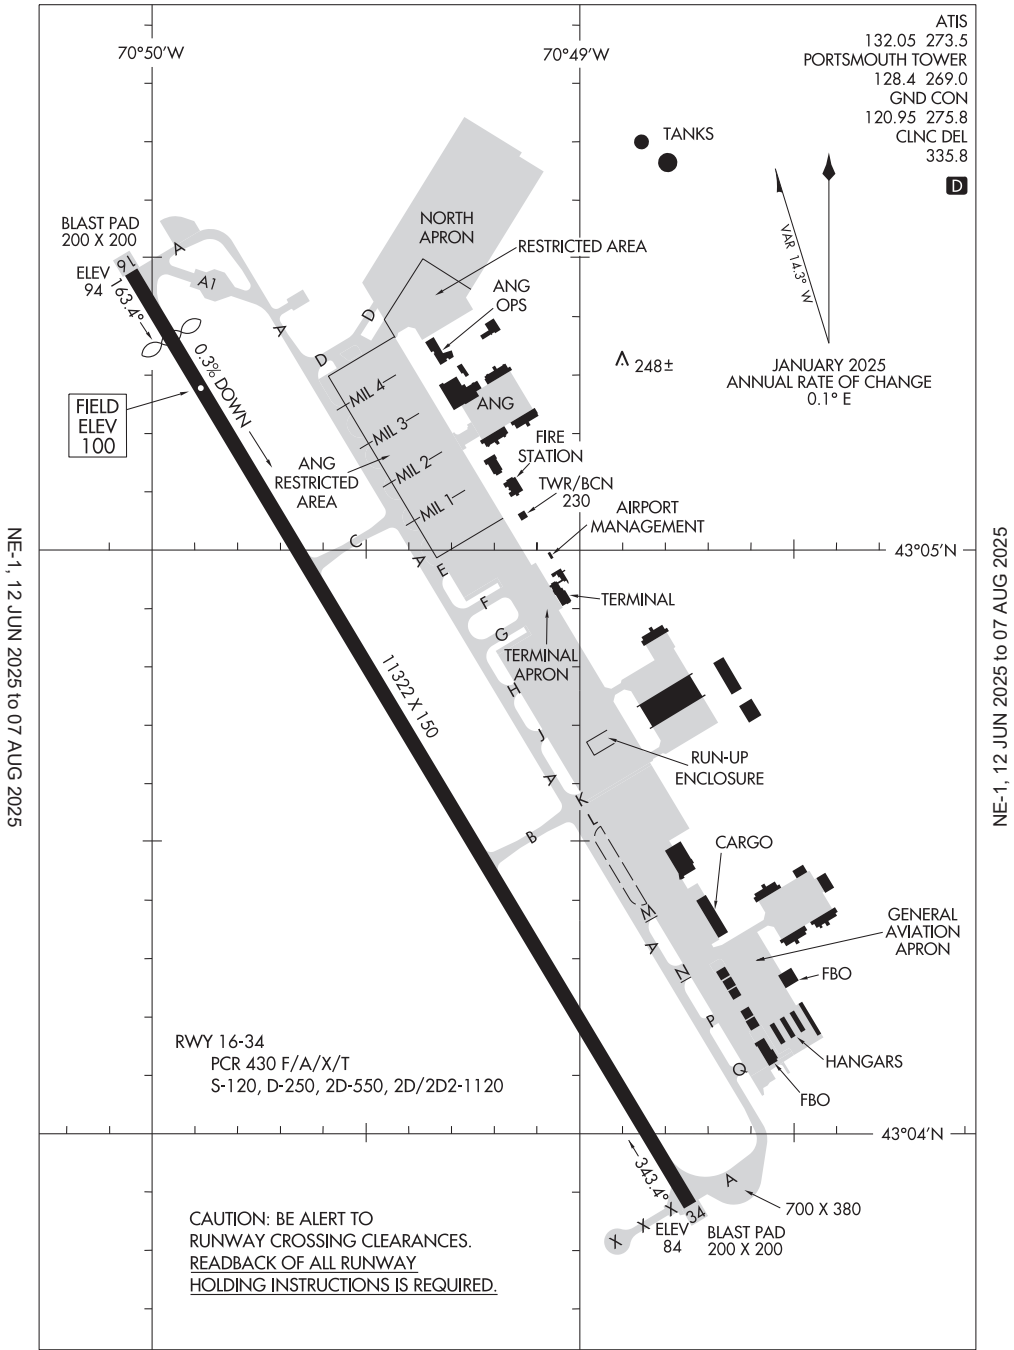 70°50'W
70°49'W
ATIS
132.05 273.5
PORTSMOUTH TOWER
128.4 269.0
GND CON
120.95 275.8
CLNC DEL
335.8
D
TANKS
VAR 14.3° W
JANUARY 2025
ANNUAL RATE OF CHANGE
0.1° E
BLAST PAD
200 X 200
16
ELEV
94
163.4°
A
A1
A
D
D
NORTH
APRON
RESTRICTED AREA
ANG
OPS
248±
0.3% DOWN
FIELD
ELEV
100
MIL 4
MIL 3
MIL 2
MIL 1
ANG
ANG
RESTRICTED
AREA
FIRE
STATION
TWR/BCN
230
AIRPORT
MANAGEMENT
43°05'N
C
A
E
F
G
H
J
A
K
L
B
TERMINAL
TERMINAL
APRON
11322 X 150
RUN-UP
ENCLOSURE
CARGO
M
A
N
P
Q
GENERAL
AVIATION
APRON
FBO
HANGARS
FBO
RWY 16-34
PCR 430 F/A/X/T
S-120, D-250, 2D-550, 2D/2D2-1120
43°04'N
343.4°
A
700 X 380
X
X
X
34
ELEV
84
BLAST PAD
200 X 200
CAUTION: BE ALERT TO
RUNWAY CROSSING CLEARANCES.
READBACK OF ALL RUNWAY
HOLDING INSTRUCTIONS IS REQUIRED.
NE-1, 12 JUN 2025 to 07 AUG 2025
NE-1, 12 JUN 2025 to 07 AUG 2025